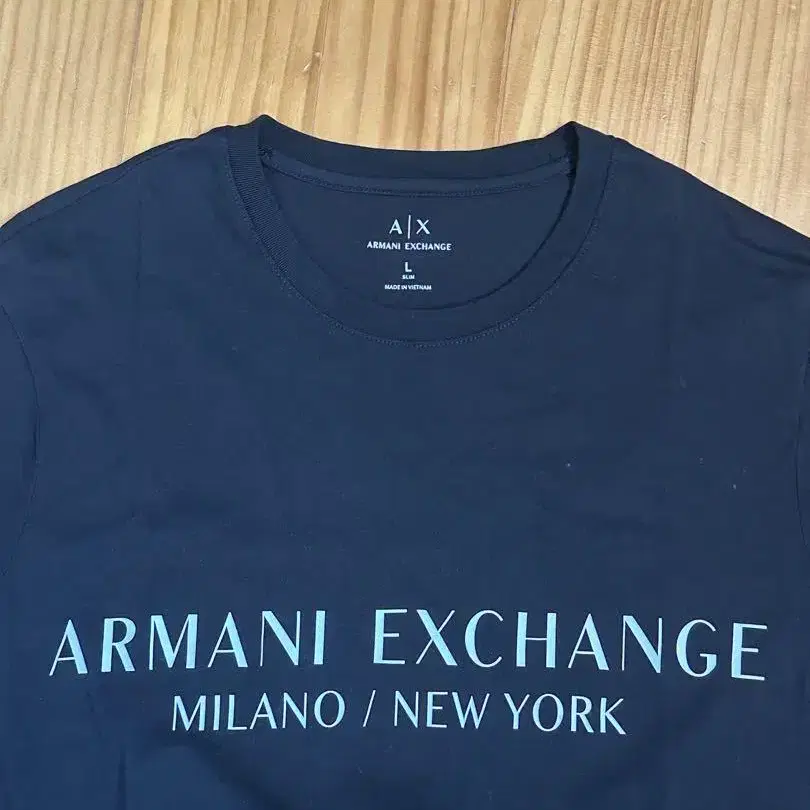 A|X
ARMANI EXCHANGE
L
SLIM
MADE IN VIETNAM
ARMANI EXCHANGE
MILANO / NEW YORK